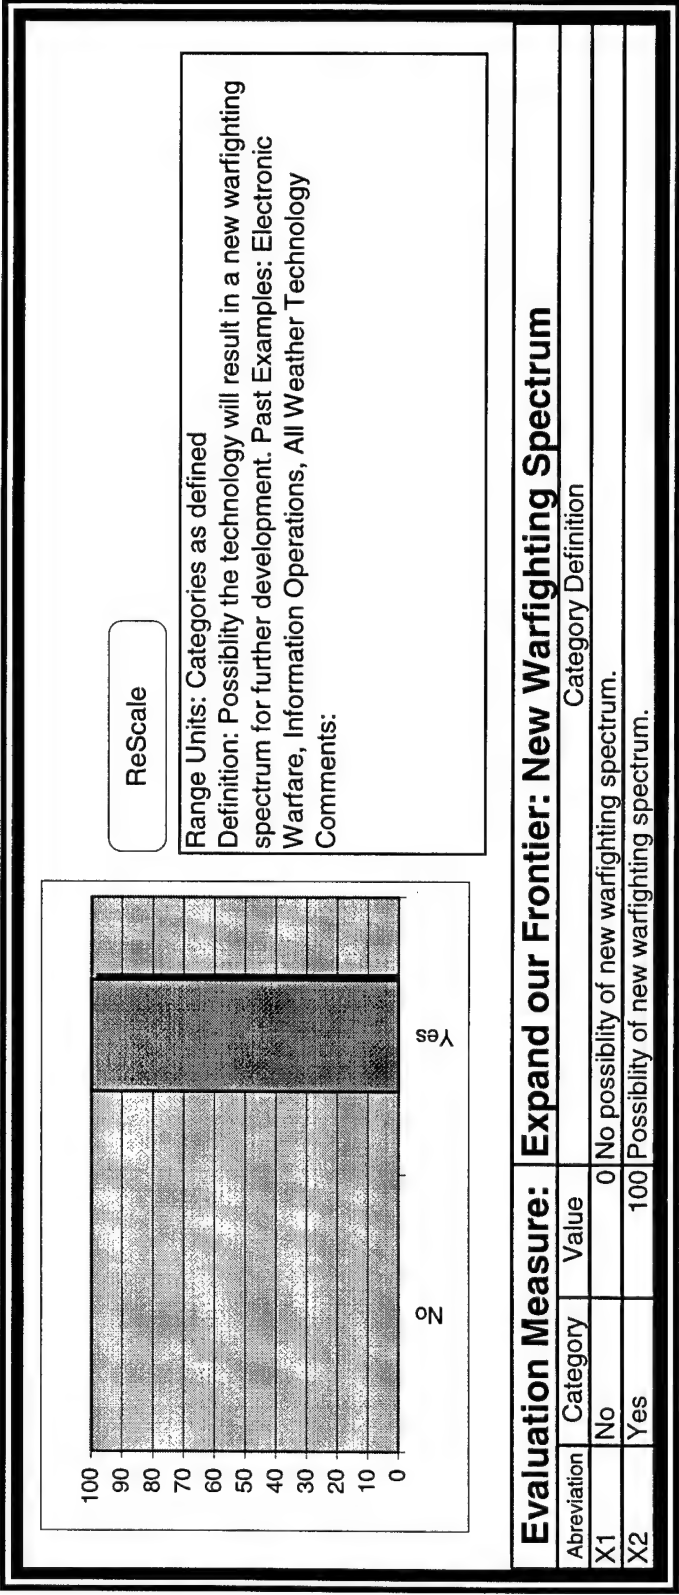 100
90
80
70
60
50
40
30
20
10
0
No
Yes
ReScale
Range Units: Categories as defined
Definition: Possiblity the technology will result in a new warfighting
spectrum for further development. Past Examples: Electronic
Warfare, Information Operations, All Weather Technology
Comments:
Evaluation Measure: Expand our Frontier: New Warfighting Spectrum
Abreviation Category Value Category Definition
X1 No 0 No possiblity of new warfighting spectrum.
X2 Yes 100 Possiblity of new warfighting spectrum.